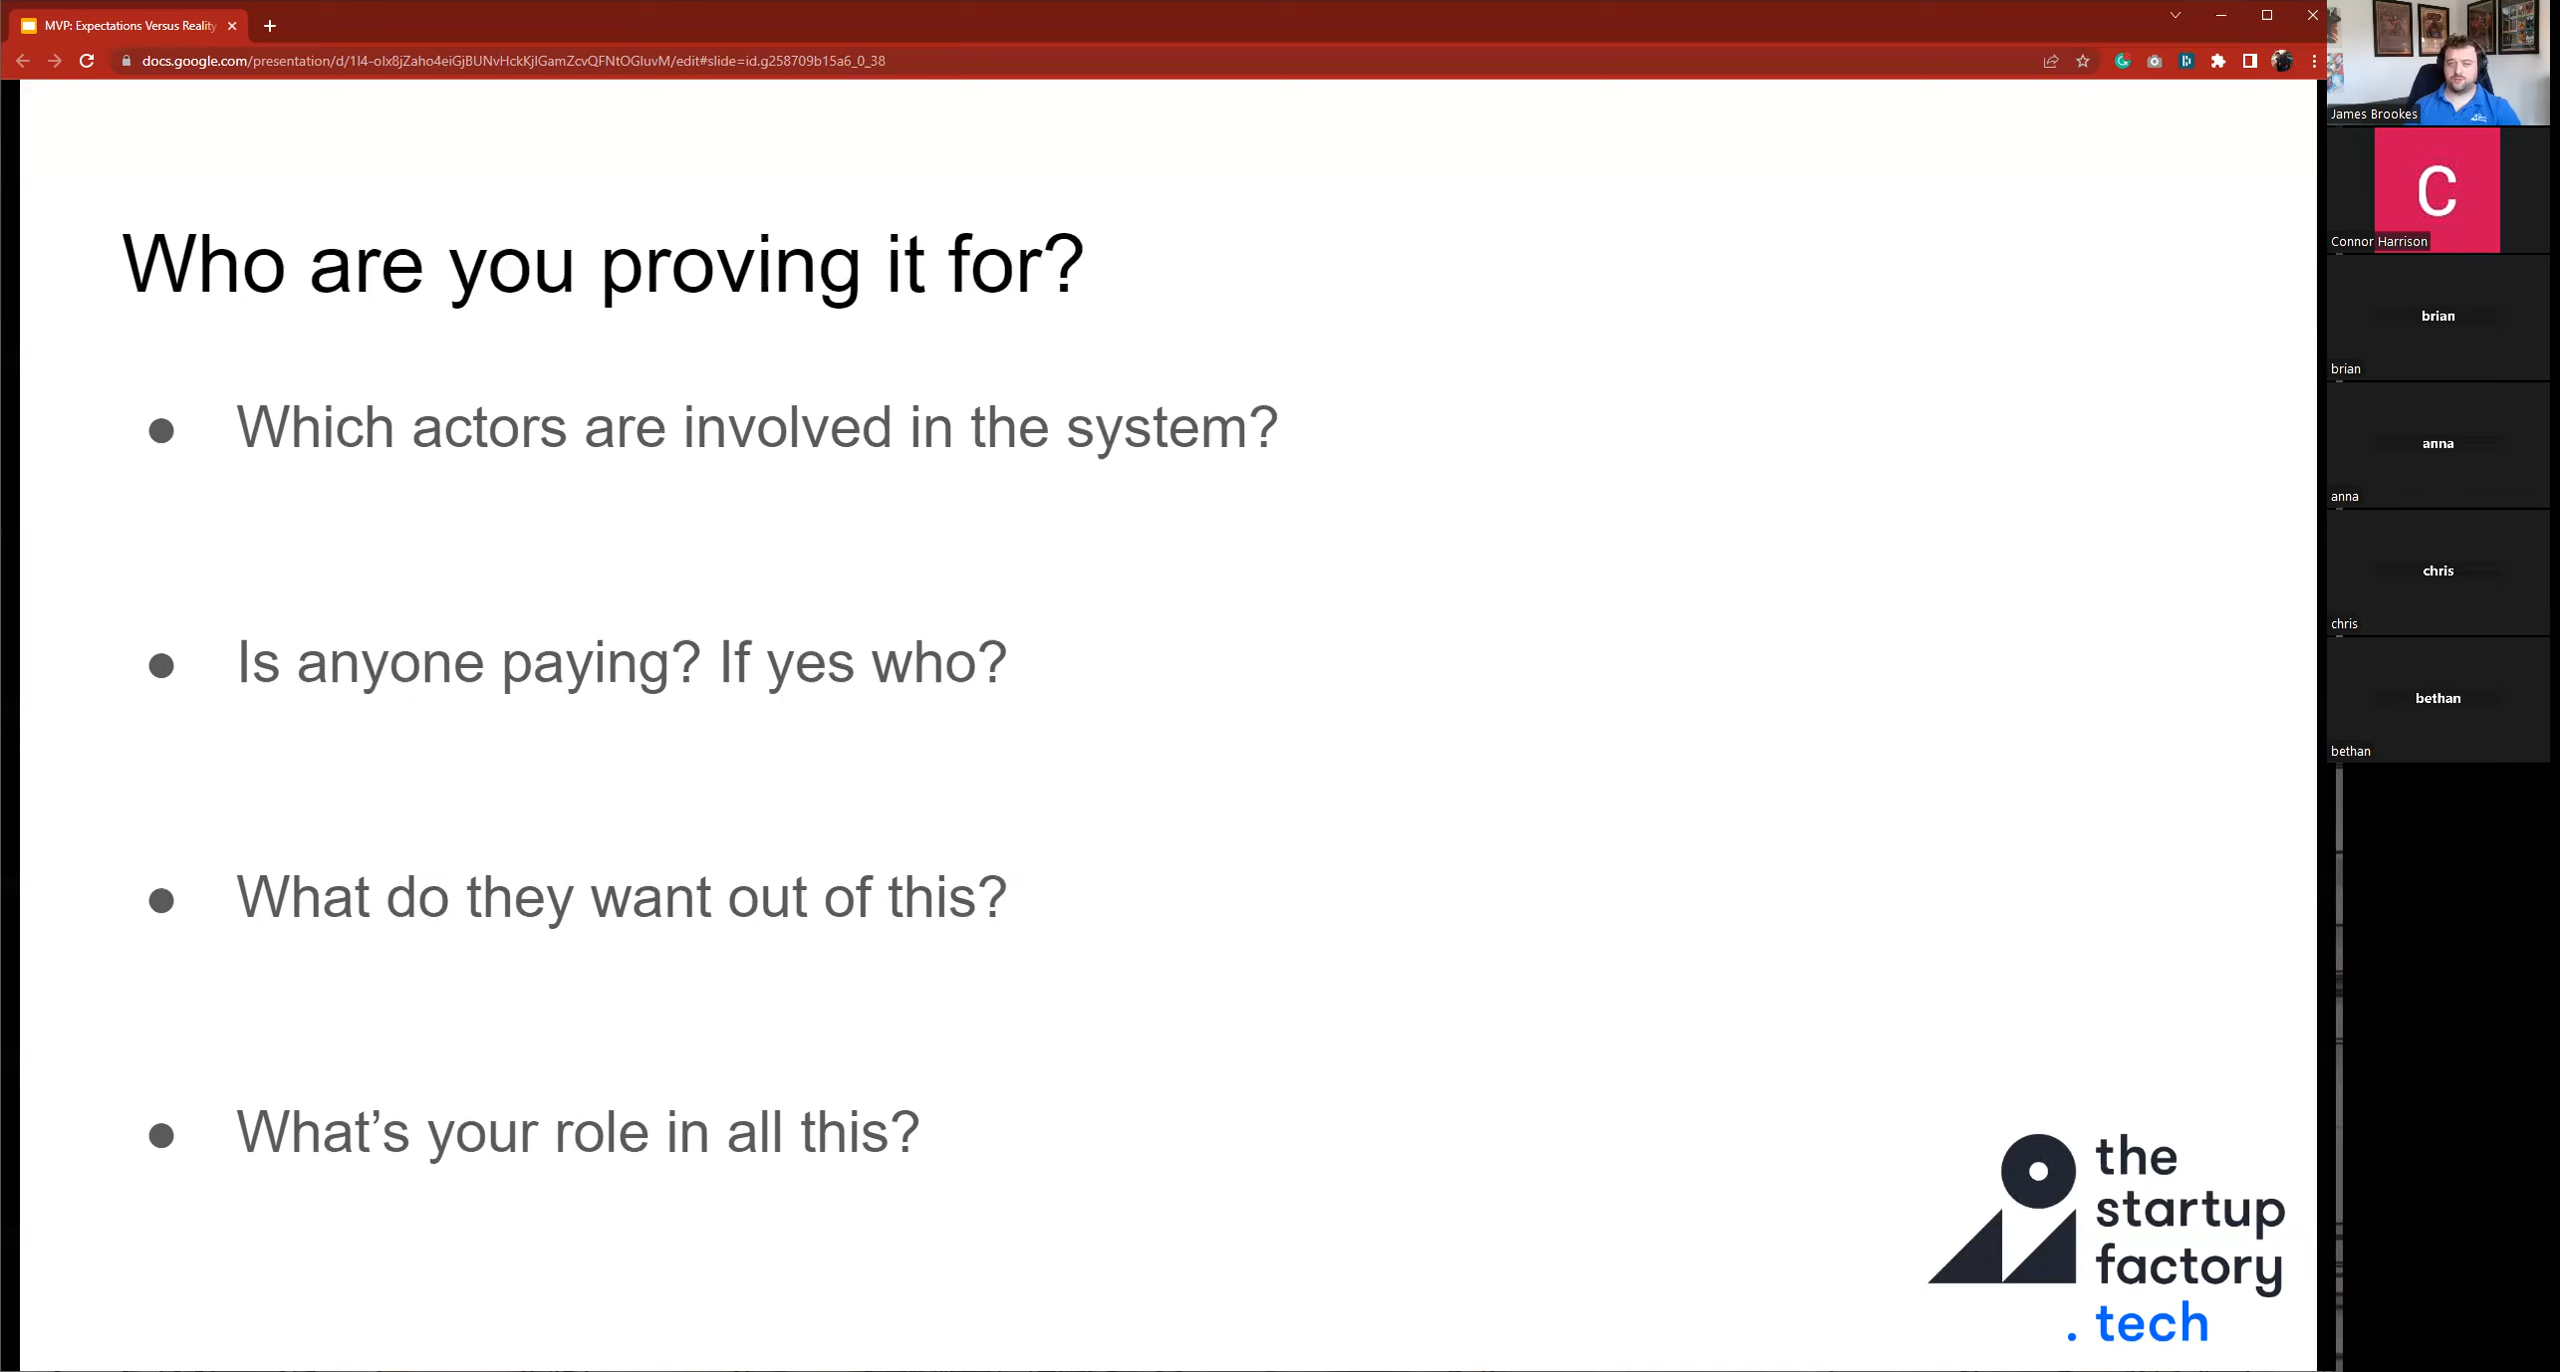 MVP: Expectations Versus Reality
docs.google.com/presentation/d/1I4-olx8jZaho4eiGjBUNvHckKjlGamZcvQFNtOGluvM/edit#slide=id.g258709b15a6_0_38
Who are you proving it for?
● Which actors are involved in the system?
● Is anyone paying? If yes who?
● What do they want out of this?
● What’s your role in all this?
the
startup
factory
. tech
James Brookes
C
Connor Harrison
brian
brian
anna
anna
chris
chris
bethan
bethan